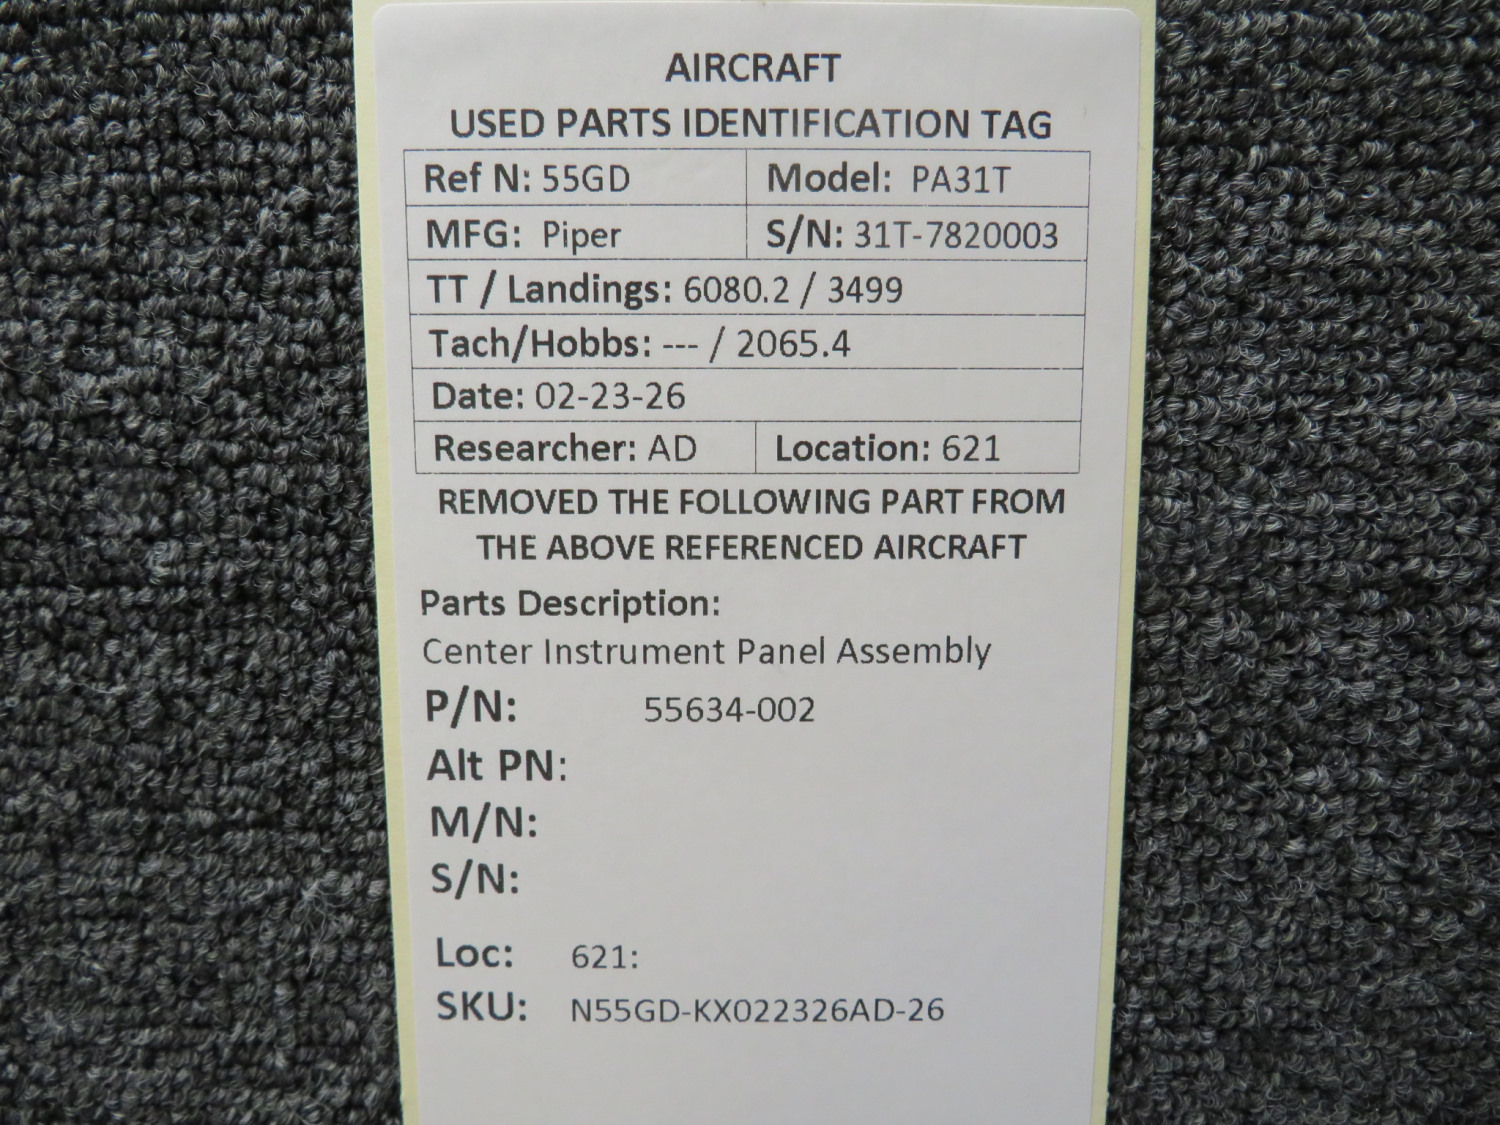 AIRCRAFT
USED PARTS IDENTIFICATION TAG
Ref N: 55GD Model: PA31T
MFG: Piper S/N: 31T-7820003
TT / Landings: 6080.2 / 3499
Tach/Hobbs: --- / 2065.4
Date: 02-23-26
Researcher: AD Location: 621
REMOVED THE FOLLOWING PART FROM
THE ABOVE REFERENCED AIRCRAFT
Parts Description:
Center Instrument Panel Assembly
P/N: 55634-002
Alt PN:
M/N:
S/N:
Loc: 621:
SKU: N55GD-KX022326AD-26